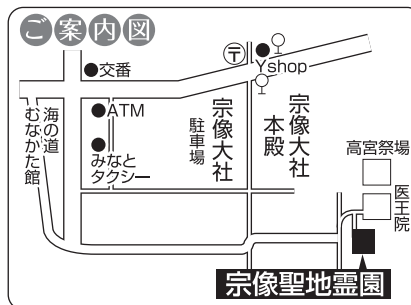 ご案内図
交番
〒
Yshop
ATM
みなと
タクシー
海の道
むなかた館
宗像大社
駐車場
宗像大社
本殿
高宮祭場
医王院
宗像聖地霊園